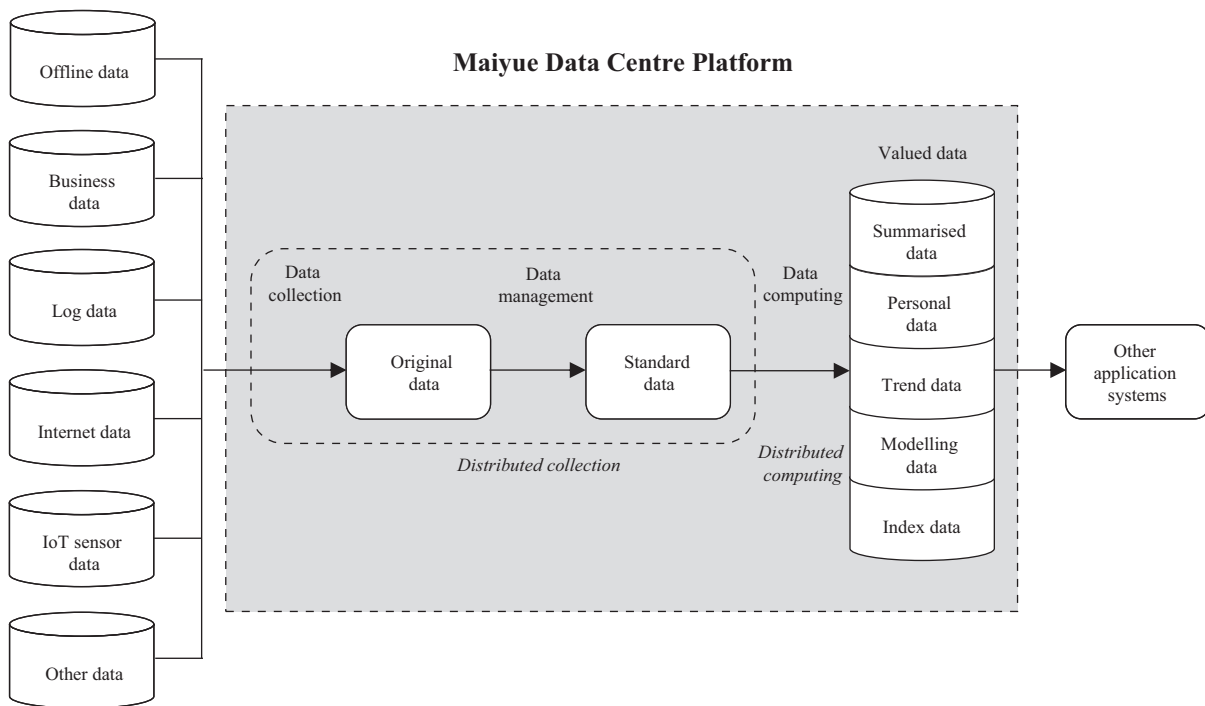 Maiyue Data Centre Platform
Offline data
Business
data
Log data
Internet data
IoT sensor
data
Other data
Data
collection
Data
management
Original
data
Standard
data
Distributed collection
Data
computing
Distributed
computing
Valued data
Summarised
data
Personal
data
Trend data
Modelling
data
Index data
Other
application
systems